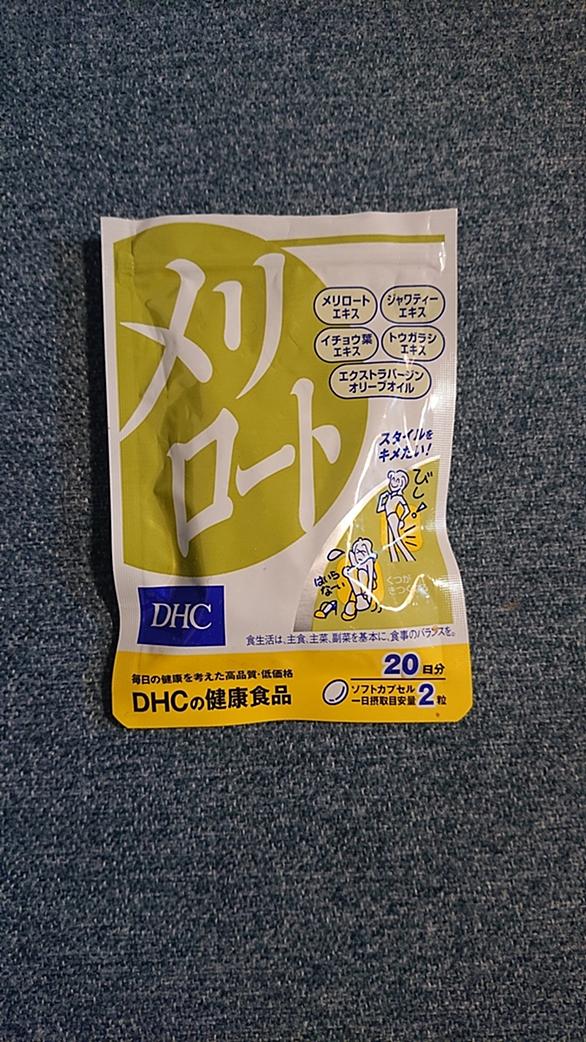 メリ
ロート
メリロート
エキス
ジャワティー
エキス
イチョウ葉
エキス
トウガラシ
エキス
エクストラバージン
オリーブオイル
スタイルを
キメたい!
びし!
はいら
なーい
くつが
DHC
食生活は、主食、主菜、副菜を基本に、食事のバランスを。
毎日の健康を考えた高品質・低価格
DHCの健康食品
20日分
ソフトカプセル
一日摂取目安量2粒